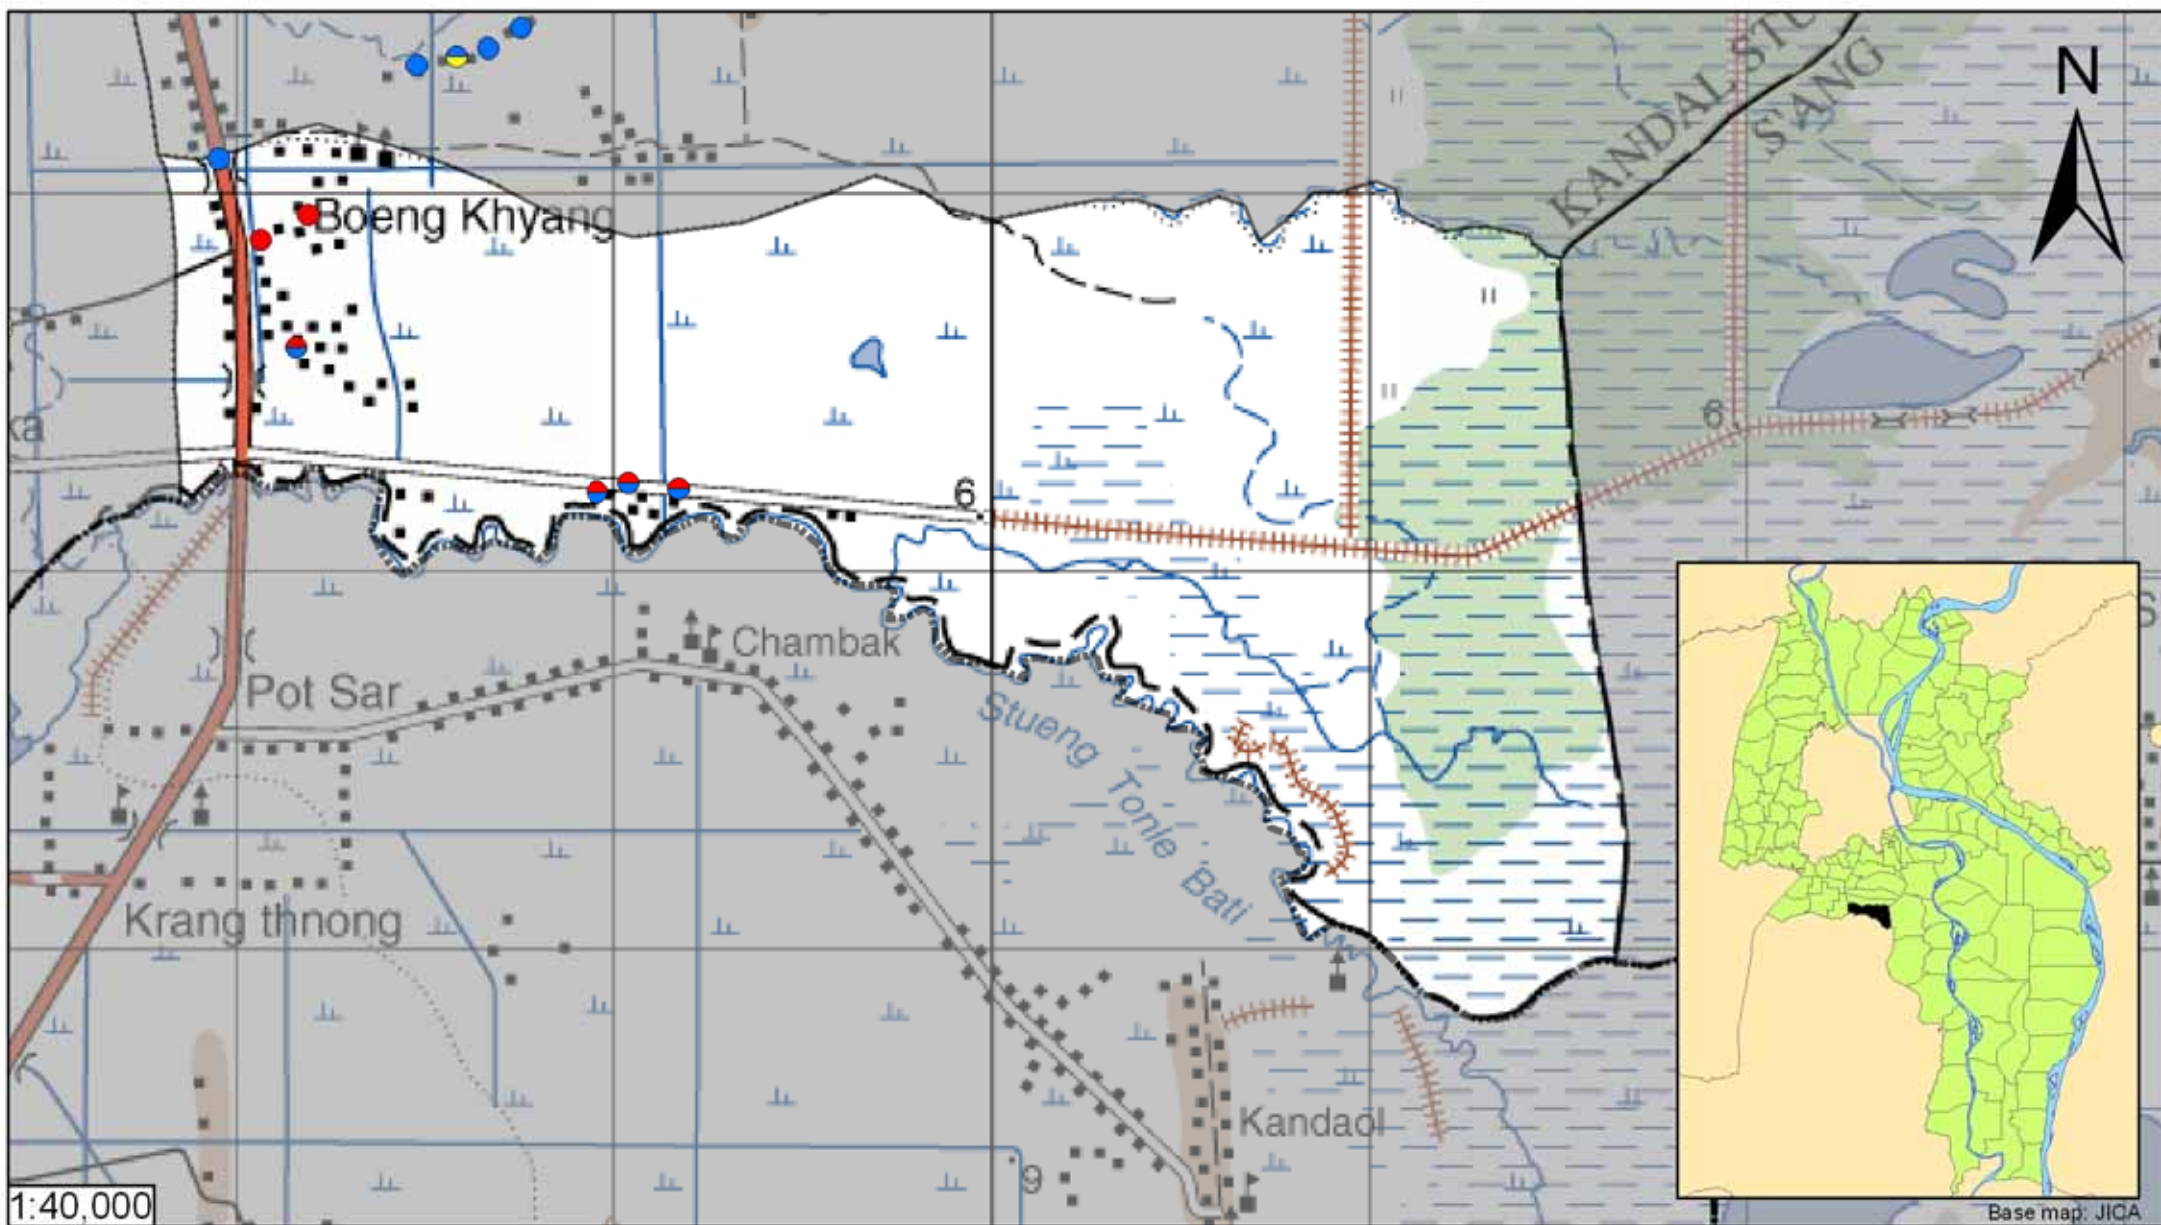 KANDAL STU
S'ANG
N
Boeng Khyang
ka
6
6
Chambak
Pot Sar
Stueng Tonle Bati
Krang thnong
Kandaol
9
1:40,000
Base map: JICA